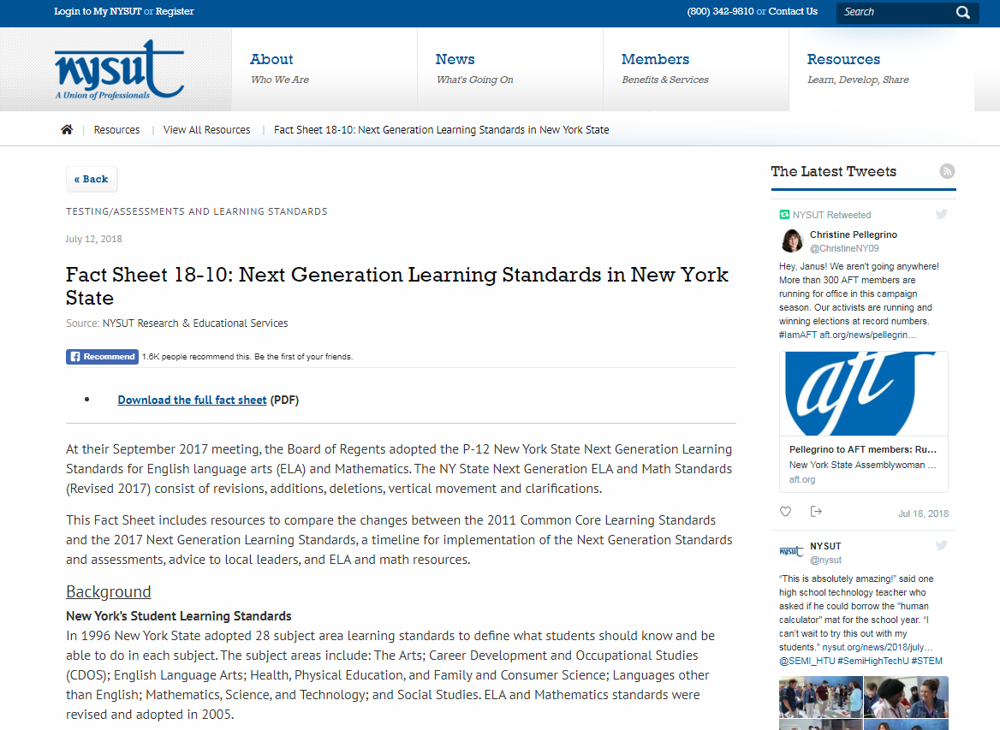 Login to My NYSUT or Register
(800) 342-9810 or Contact Us
Search
nysut
A Union of Professionals
About
Who We Are
News
What's Going On
Members
Benefits & Services
Resources
Learn, Develop, Share
Resources | View All Resources | Fact Sheet 18-10: Next Generation Learning Standards in New York State
« Back
TESTING/ASSESSMENTS AND LEARNING STANDARDS
July 12, 2018
Fact Sheet 18-10: Next Generation Learning Standards in New York
State
Source: NYSUT Research & Educational Services
Recommend 1.6K people recommend this. Be the first of your friends.
• Download the full fact sheet (PDF)
At their September 2017 meeting, the Board of Regents adopted the P-12 New York State Next Generation Learning
Standards for English language arts (ELA) and Mathematics. The NY State Next Generation ELA and Math Standards
(Revised 2017) consist of revisions, additions, deletions, vertical movement and clarifications.
This Fact Sheet includes resources to compare the changes between the 2011 Common Core Learning Standards
and the 2017 Next Generation Learning Standards, a timeline for implementation of the Next Generation Standards
and assessments, advice to local leaders, and ELA and math resources.
Background
New York's Student Learning Standards
In 1996 New York State adopted 28 subject area learning standards to define what students should know and be
able to do in each subject. The subject areas include: The Arts; Career Development and Occupational Studies
(CDOS); English Language Arts; Health, Physical Education, and Family and Consumer Science; Languages other
than English; Mathematics, Science, and Technology; and Social Studies. ELA and Mathematics standards were
revised and adopted in 2005.
The Latest Tweets
NYSUT Retweeted
Christine Pellegrino
@ChristineNY09
Hey, Janus! We aren't going anywhere!
More than 300 AFT members are
running for office in this campaign
season. Our activists are running and
winning elections at record numbers.
#IamAFT aft.org/news/pellegrin…
aft
Pellegrino to AFT members: Ru...
New York State Assemblywoman ...
aft.org
Jul 18, 2018
nysut
NYSUT
@nysut
“This is absolutely amazing!” said one
high school technology teacher who
asked if he could borrow the "human
calculator" mat for the school year. “I
can’t wait to try this out with my
students.” nysut.org/news/2018/july…
@SEMI_HTU #SemiHighTechU #STEM